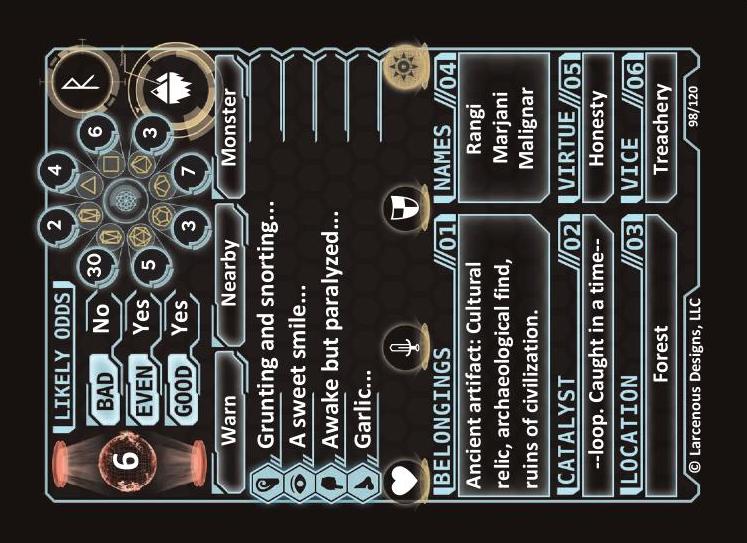 6
LIKELY ODDS
BAD No
EVEN Yes
GOOD Yes
2
4
6
3
7
3
5
30
ᚱ
Warn Nearby Monster
Grunting and snorting...
A sweet smile...
Awake but paralyzed...
Garlic...
BELONGINGS //01
Ancient artifact: Cultural
relic, archaeological find,
ruins of civilization.
CATALYST //02
--loop. Caught in a time--
LOCATION //03
Forest
NAMES //04
Rangi
Marjani
Malignar
VIRTUE //05
Honesty
VICE //06
Treachery
© Larcenous Designs, LLC
98/120